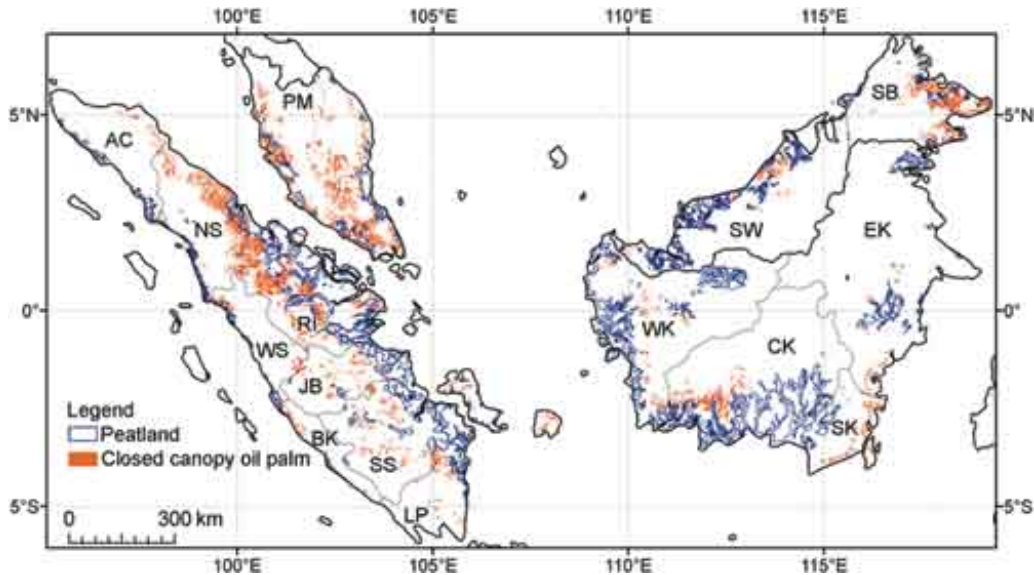 100°E 105°E 110°E 115°E
5°N PM SB 5°N
AC
NS SW EK
0° RI WK 0°
WS CK
JB
Legend
Peatland BK SK
Closed canopy oil palm SS
5°S LP 5°S
0 300 km
100°E 105°E 110°E 115°E